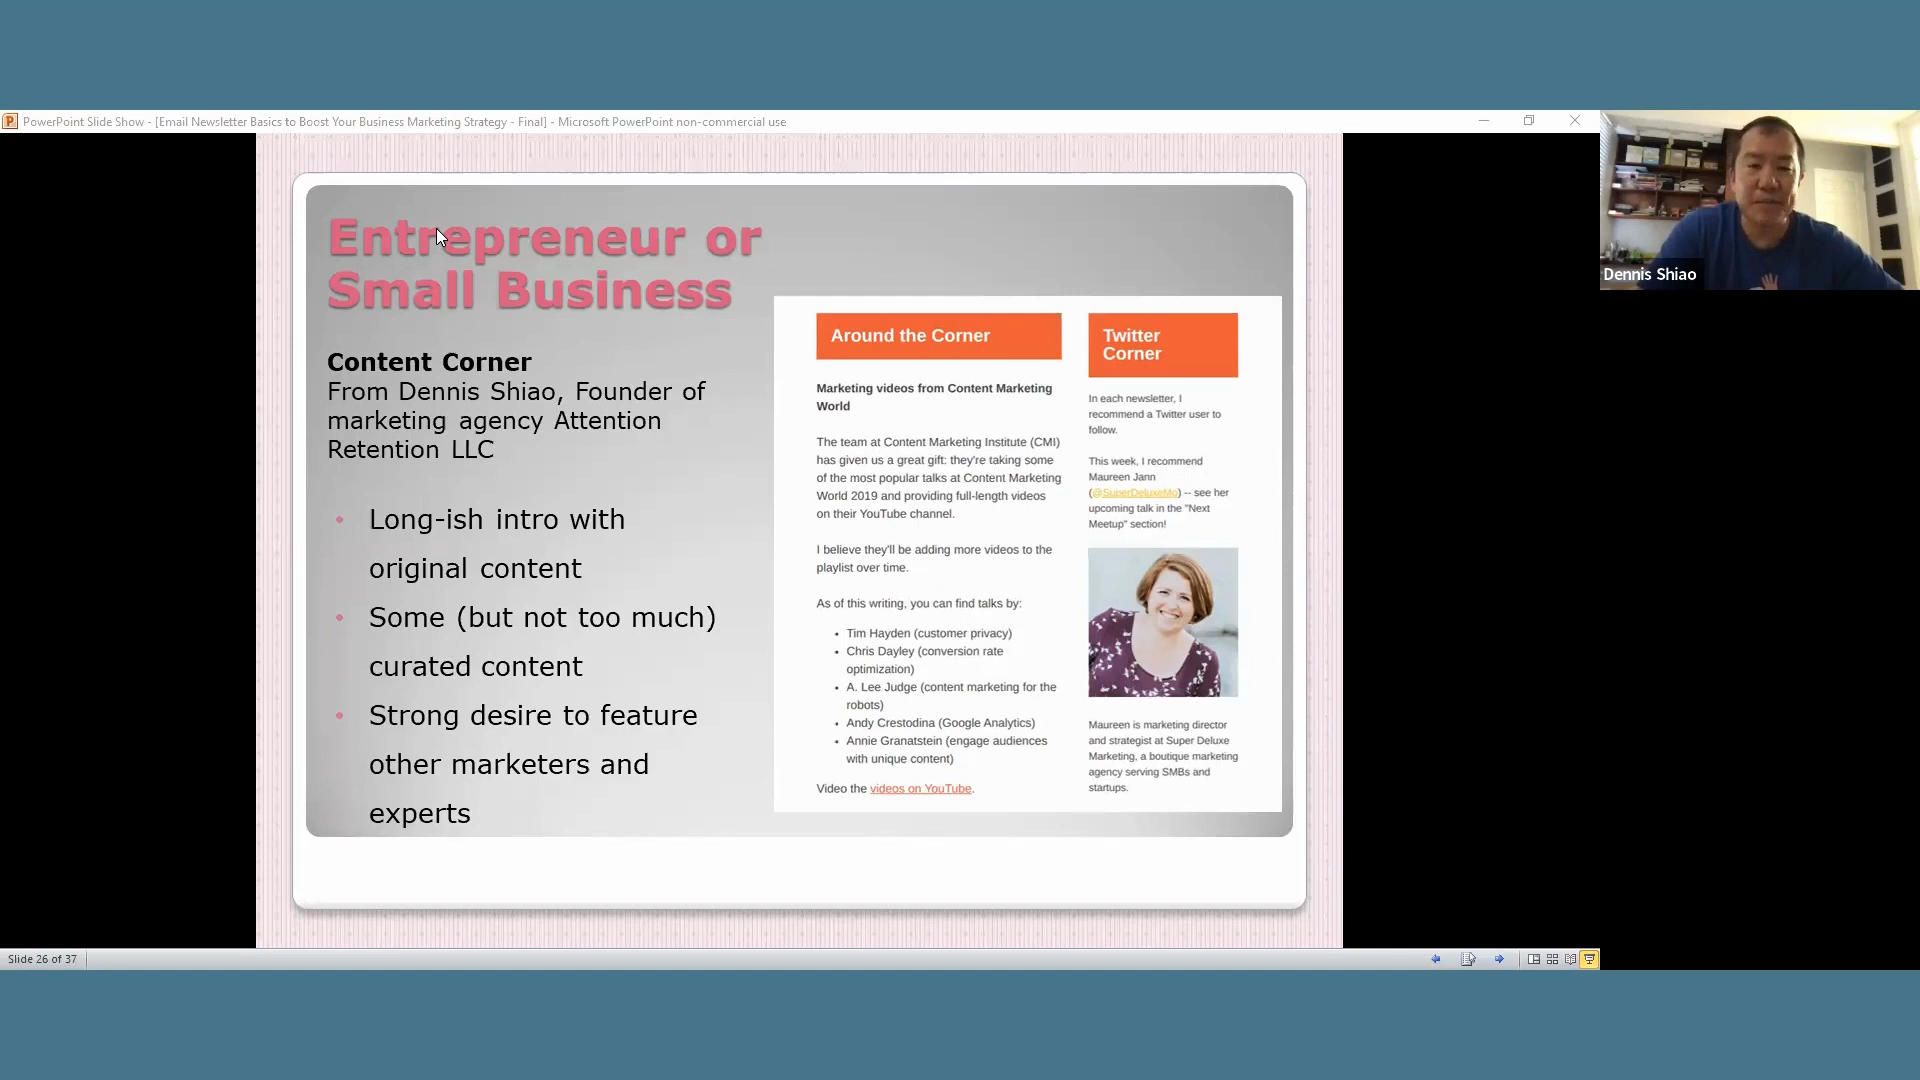 PowerPoint Slide Show - [Email Newsletter Basics to Boost Your Business Marketing Strategy - Final] - Microsoft PowerPoint non-commercial use
Dennis Shiao
Entrepreneur or
Small Business
Content Corner
From Dennis Shiao, Founder of
marketing agency Attention
Retention LLC
• Long-ish intro with
original content
• Some (but not too much)
curated content
• Strong desire to feature
other marketers and
experts
Around the Corner
Marketing videos from Content Marketing
World
The team at Content Marketing Institute (CMI)
has given us a great gift: they're taking some
of the most popular talks at Content Marketing
World 2019 and providing full-length videos
on their YouTube channel.
I believe they'll be adding more videos to the
playlist over time.
As of this writing, you can find talks by:
• Tim Hayden (customer privacy)
• Chris Dayley (conversion rate
optimization)
• A. Lee Judge (content marketing for the
robots)
• Andy Crestodina (Google Analytics)
• Annie Granatstein (engage audiences
with unique content)
Video the videos on YouTube.
Twitter
Corner
In each newsletter, I
recommend a Twitter user to
follow.
This week, I recommend
Maureen Jann
(@SuperDeluxeMo) -- see her
upcoming talk in the "Next
Meetup" section!
Maureen is marketing director
and strategist at Super Deluxe
Marketing, a boutique marketing
agency serving SMBs and
startups.
Slide 26 of 37